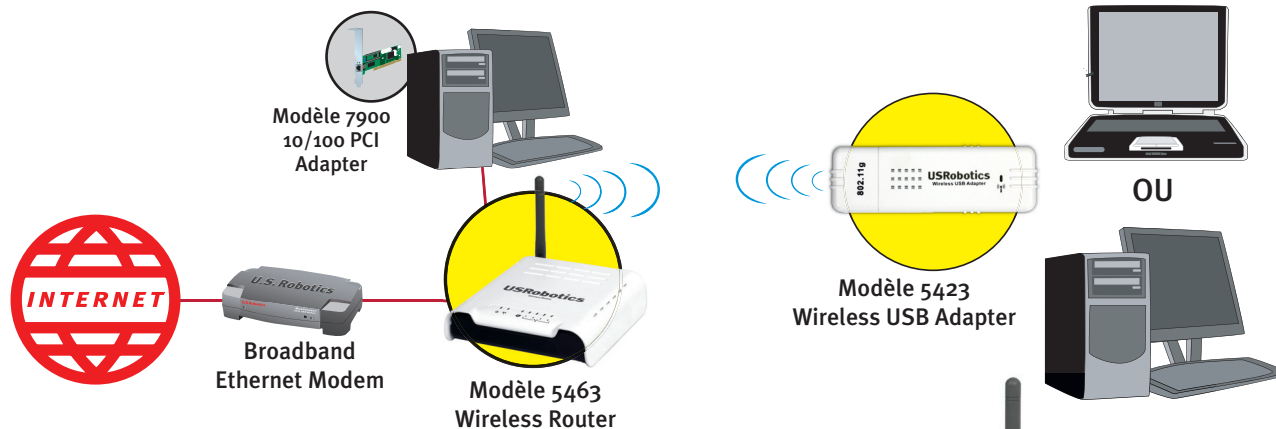 Modèle 7900
10/100 PCI
Adapter
INTERNET
U.S. Robotics
Broadband
Ethernet Modem
USRobotics
Modèle 5463
Wireless Router
802.11g
USRobotics
Wireless USB Adapter
Modèle 5423
Wireless USB Adapter
OU